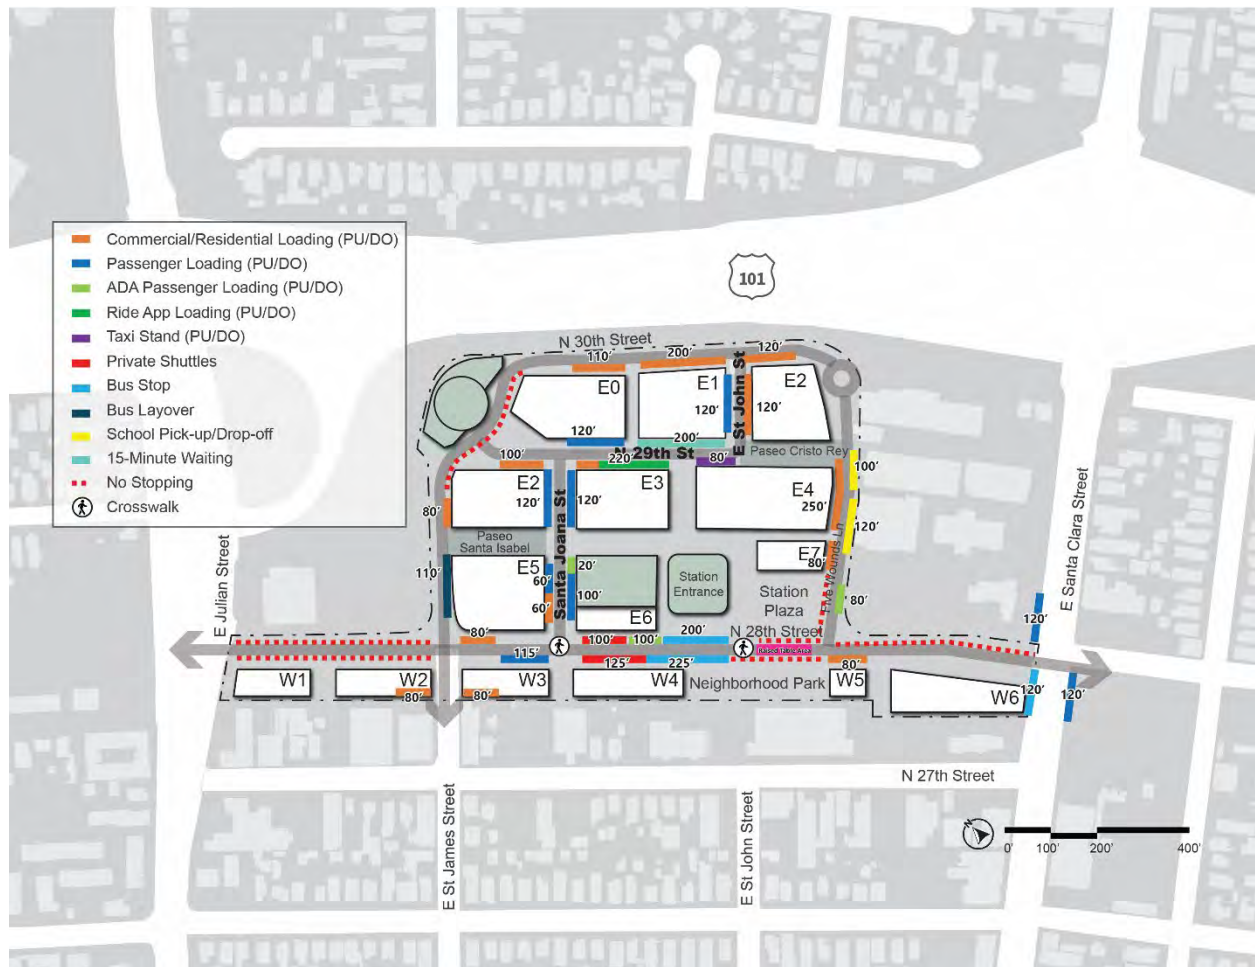 Commercial/Residential Loading (PU/DO)
Passenger Loading (PU/DO)
ADA Passenger Loading (PU/DO)
Ride App Loading (PU/DO)
Taxi Stand (PU/DO)
Private Shuttles
Bus Stop
Bus Layover
School Pick-up/Drop-off
15-Minute Waiting
No Stopping
Crosswalk
101
N 30th Street
110'
200'
120'
E0
E1
E2
120'
120'
E St John St
120'
200'
N 29th St
80'
Paseo Cristo Rey
100'
220'
100'
E2
120'
120'
E3
E4
250'
80'
120'
Paseo
Santa Isabel
Santa Joana St
110'
E5
60'
60'
20'
100'
E6
Station
Entrance
E7
80'
Station
Plaza
Five Wounds Ln
80'
N 28th Street
80'
115'
100'
100'
200'
125'
225'
Raised Table Area
80'
120'
120'
120'
W1
W2
80'
W3
80'
W4
Neighborhood Park
W5
W6
E Julian Street
E Santa Clara Street
N 27th Street
E St James Street
E St John Street
N
0'
100'
200'
400'